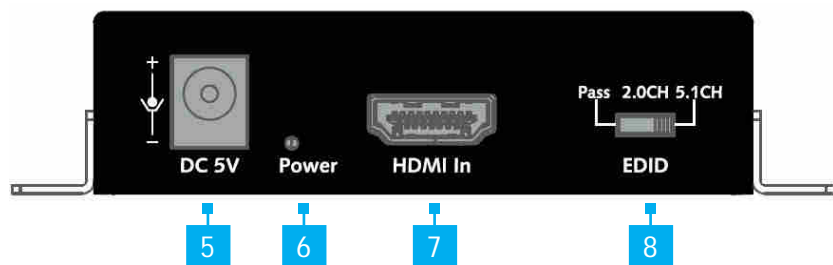 +
Pass 2.0CH 5.1CH
−
DC 5V Power HDMI In EDID
5 6 7 8